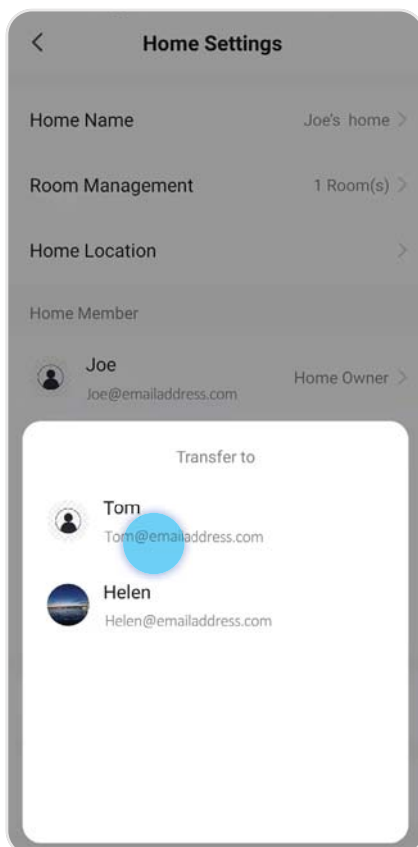 Home Settings
Home Name Joe's home
Room Management 1 Room(s)
Home Location
Home Member
Joe
Joe@emailaddress.com Home Owner
Transfer to
Tom
Tom@emailaddress.com
Helen
Helen@emailaddress.com